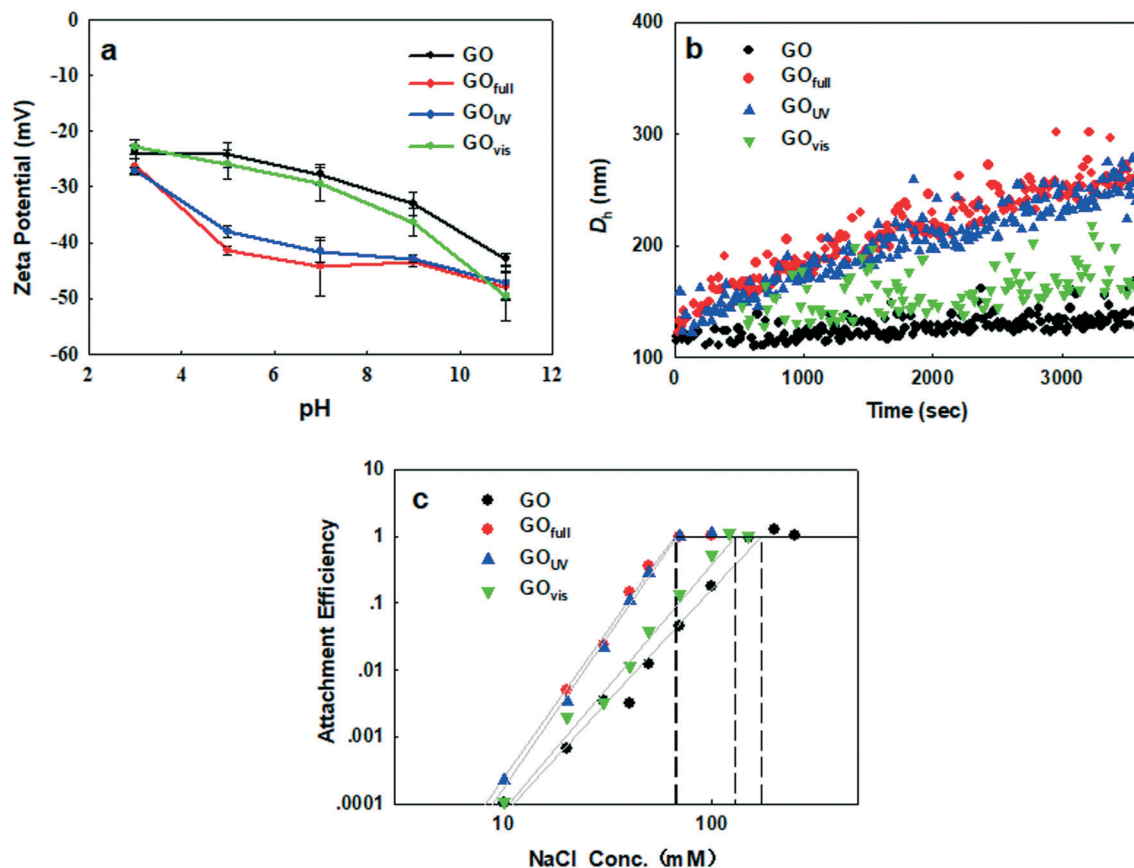 a
GO
GOfull
GOUV
GOvis
0
-10
-20
-30
-40
-50
-60
Zeta Potential (mV)
2 4 6 8 10 12
pH
b
GO
GOfull
GOUV
GOvis
400
300
200
100
Dh (nm)
0 1000 2000 3000
Time (sec)
c
GO
GOfull
GOUV
GOvis
10
1
.1
.01
.001
.0001
Attachment Efficiency
10 100
NaCl Conc. (mM)